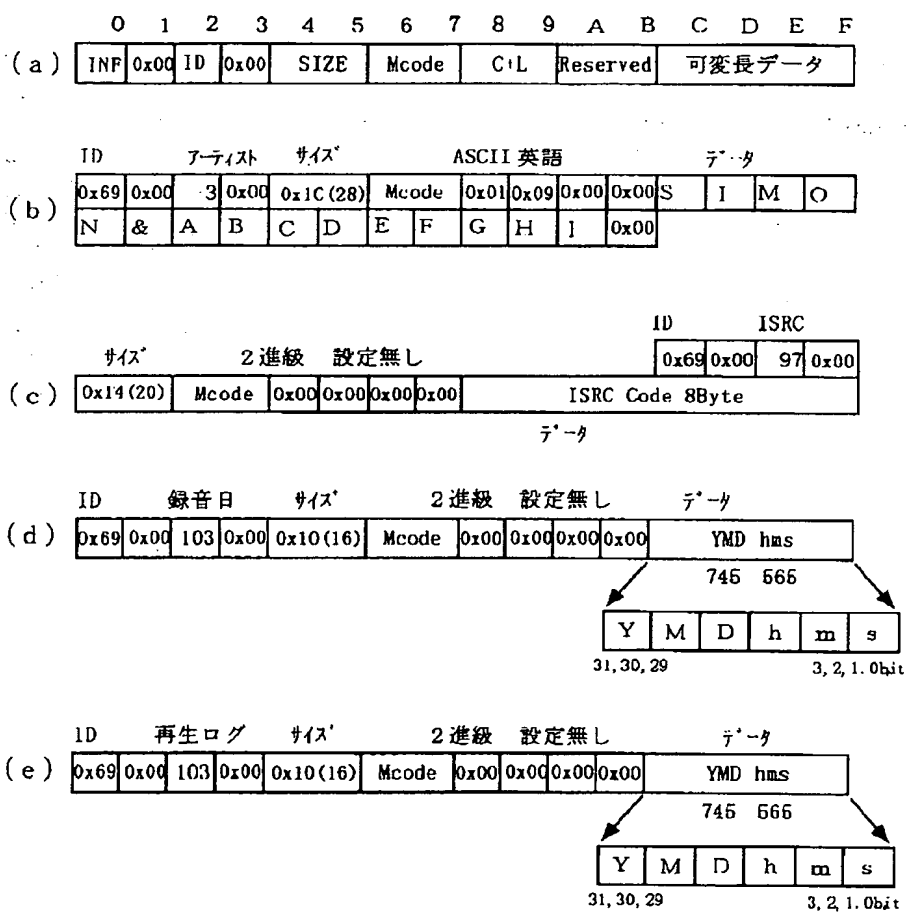 0 1 2 3 4 5 6 7 8 9 A B C D E F
(a) INF 0x00 ID 0x00 SIZE Mcode C+L Reserved 可変長データ
ID アーティスト サイズ ASCII 英語 データ
(b) 0x69 0x00 3 0x00 0x1C(28) Mcode 0x01 0x09 0x00 0x00 S I M O
N & A B C D E F G H I 0x00
ID ISRC
サイズ 2進級 設定無し 0x69 0x00 97 0x00
(c) 0x14(20) Mcode 0x00 0x00 0x00 0x00 ISRC Code 8Byte
データ
ID 録音日 サイズ 2進級 設定無し データ
(d) 0x69 0x00 103 0x00 0x10(16) Mcode 0x00 0x00 0x00 0x00 YMD hms
745 565
Y M D h m s
31,30,29 3,2,1.0bit
ID 再生ログ サイズ 2進級 設定無し データ
(e) 0x69 0x00 103 0x00 0x10(16) Mcode 0x00 0x00 0x00 0x00 YMD hms
745 565
Y M D h m s
31,30,29 3,2,1.0bit